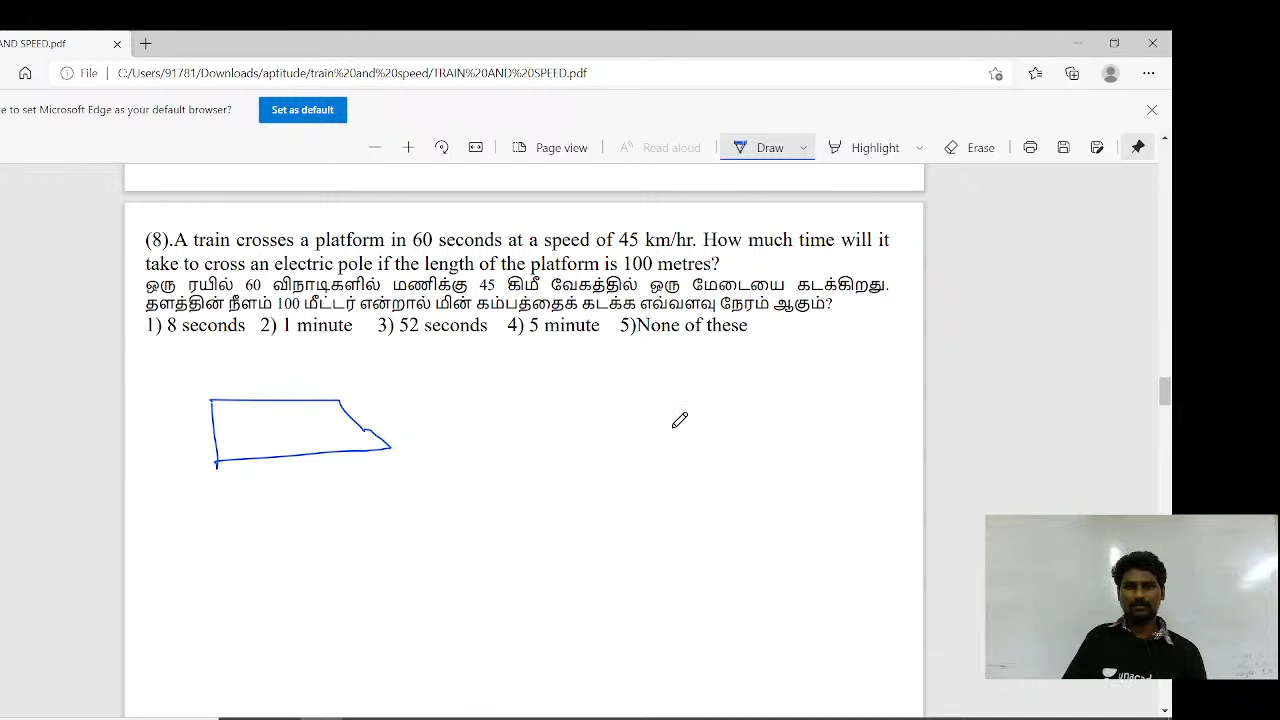 AND SPEED.pdf
File C:/Users/91781/Downloads/aptitude/train%20and%20speed/TRAIN%20AND%20SPEED.pdf
e to set Microsoft Edge as your default browser? Set as default
Page view Read aloud Draw Highlight Erase
(8).A train crosses a platform in 60 seconds at a speed of 45 km/hr. How much time will it
take to cross an electric pole if the length of the platform is 100 metres?
ஒரு ரயில் 60 விநாடிகளில் மணிக்கு 45 கிமீ வேகத்தில் ஒரு மேடையை கடக்கிறது.
தளத்தின் நீளம் 100 மீட்டர் என்றால் மின் கம்பத்தைக் கடக்க எவ்வளவு நேரம் ஆகும்?
1) 8 seconds 2) 1 minute 3) 52 seconds 4) 5 minute 5)None of these